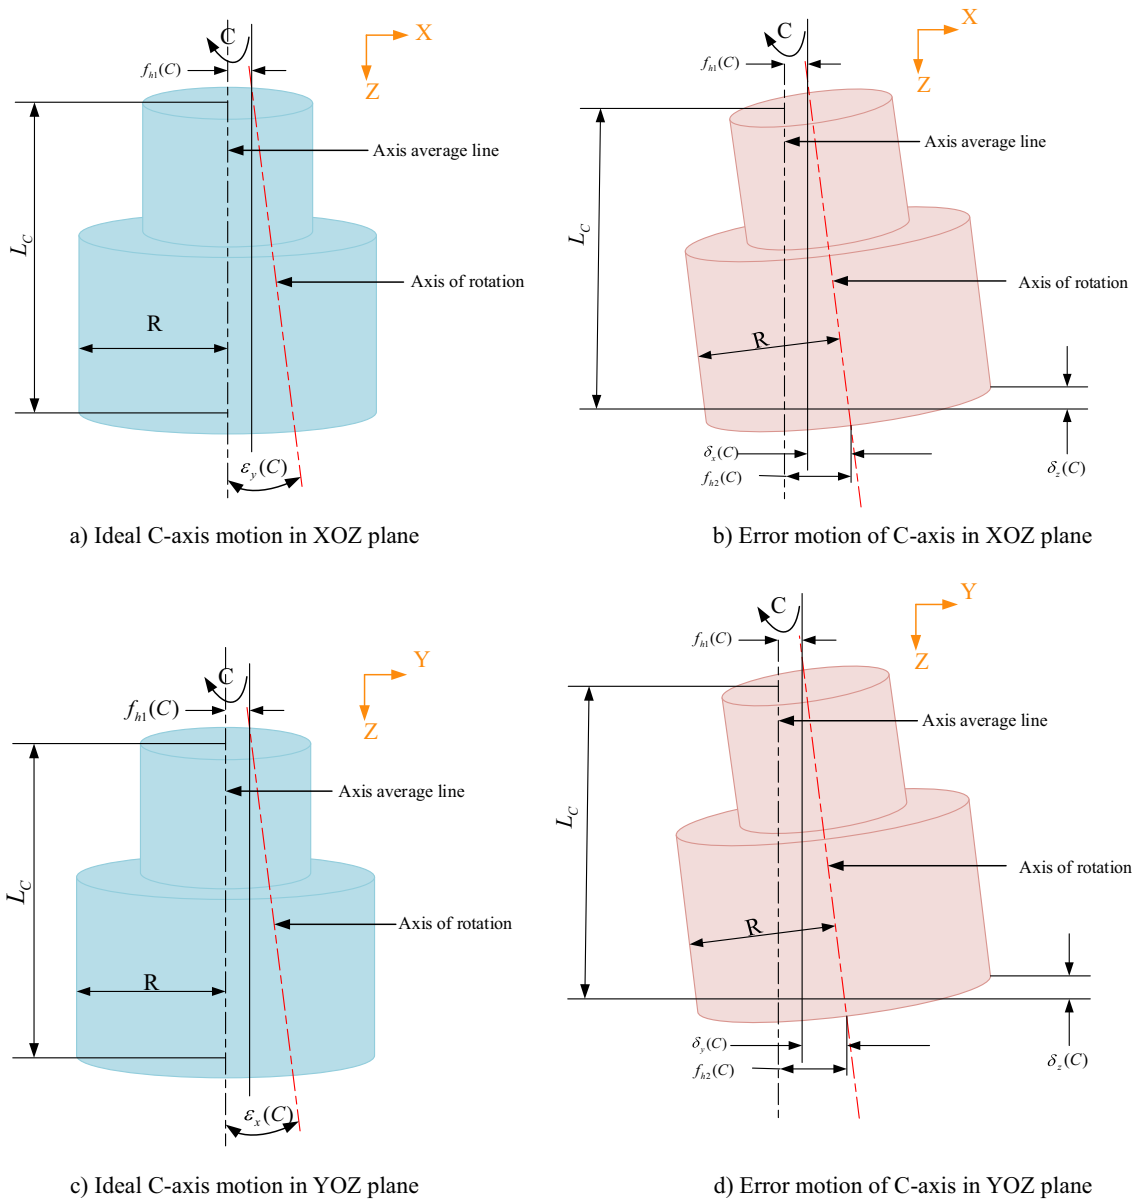 C
X
f_{h1}(C)
Z
Axis average line
L_C
Axis of rotation
R
ε_y(C)
a) Ideal C-axis motion in XOZ plane
C
X
f_{h1}(C)
Z
Axis average line
L_C
Axis of rotation
R
δ_x(C)
f_{h2}(C)
δ_z(C)
b) Error motion of C-axis in XOZ plane
C
Y
f_{h1}(C)
Z
Axis average line
L_C
Axis of rotation
R
ε_x(C)
c) Ideal C-axis motion in YOZ plane
C
Y
f_{h1}(C)
Z
Axis average line
L_C
Axis of rotation
R
δ_y(C)
f_{h2}(C)
δ_z(C)
d) Error motion of C-axis in YOZ plane